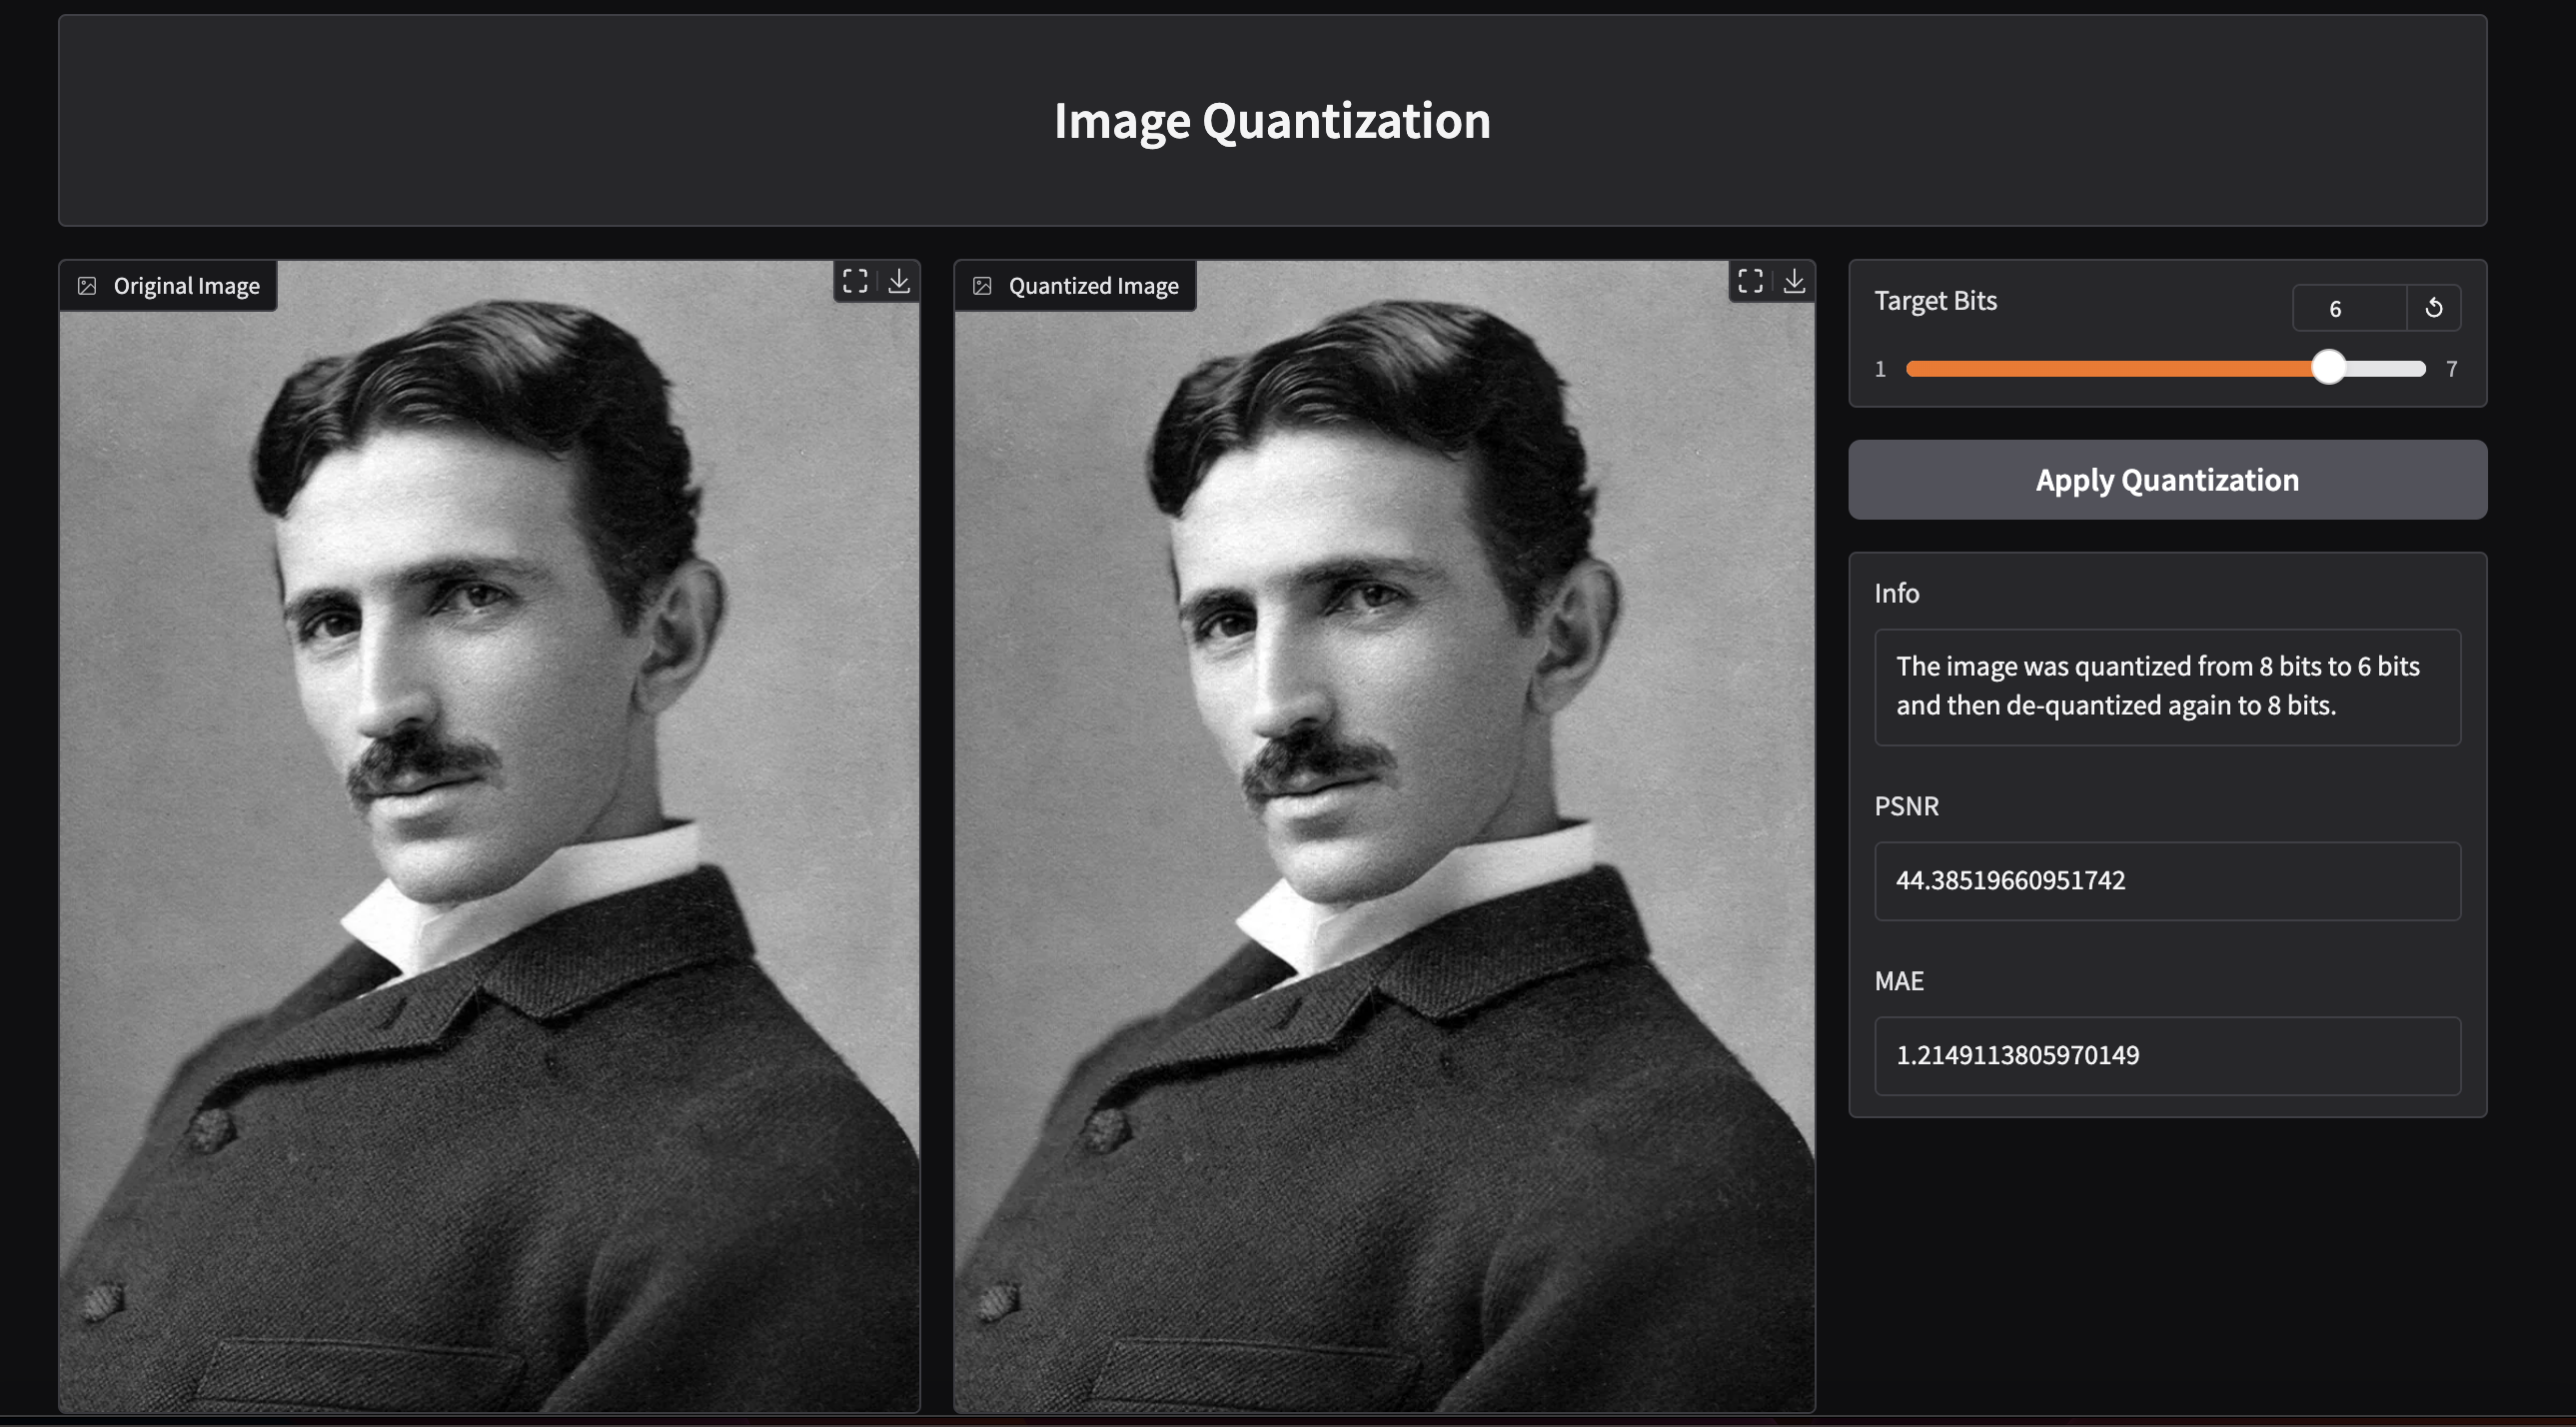 Image Quantization
Original Image
Quantized Image
Target Bits
6
1
7
Apply Quantization
Info
The image was quantized from 8 bits to 6 bits
and then de-quantized again to 8 bits.
PSNR
44.38519660951742
MAE
1.2149113805970149